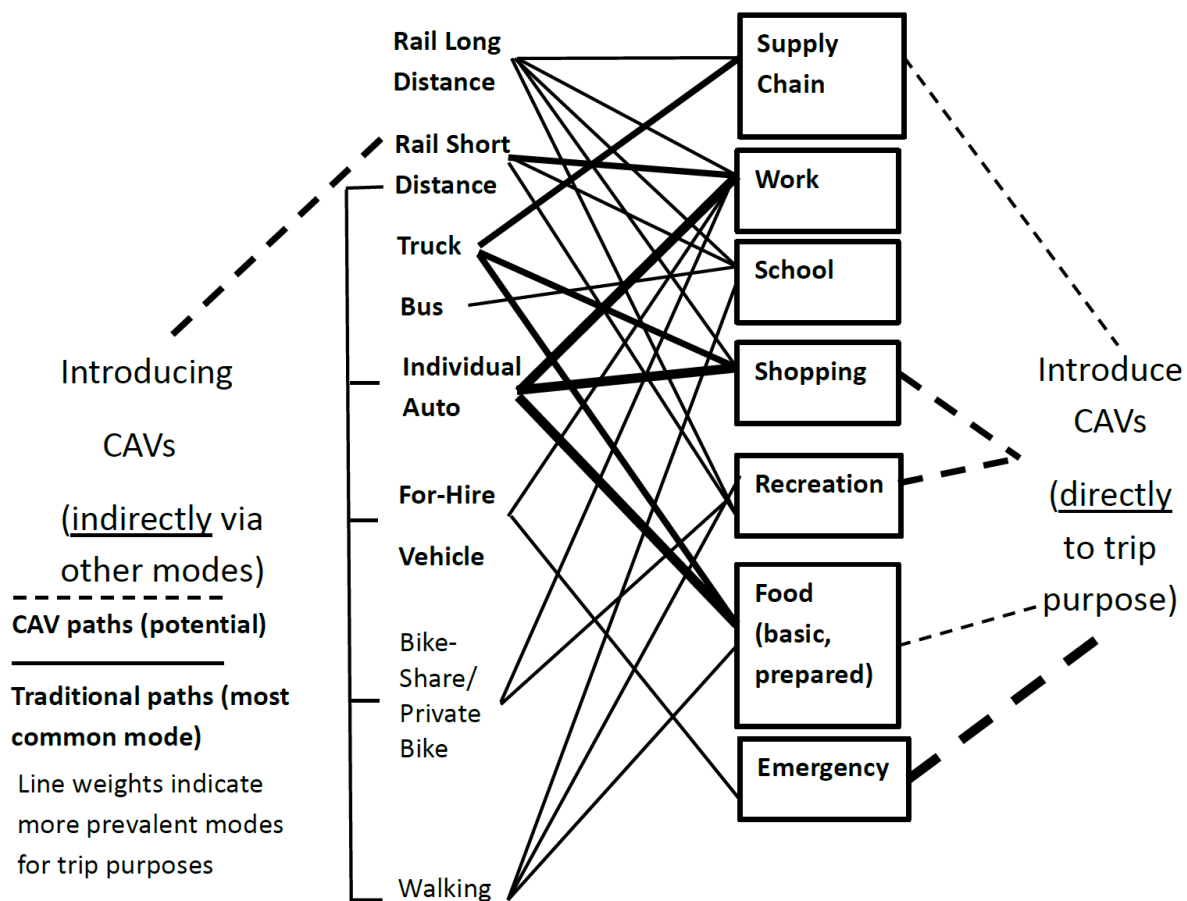 Rail Long
Distance
Rail Short
Distance
Truck
Bus
Individual
Auto
For-Hire
Vehicle
Bike-
Share/
Private
Bike
Walking
Supply
Chain
Work
School
Shopping
Recreation
Food
(basic,
prepared)
Emergency
Introducing
CAVs
(indirectly via
other modes)
CAV paths (potential)
Traditional paths (most
common mode)
Line weights indicate
more prevalent modes
for trip purposes
Introduce
CAVs
(directly
to trip
purpose)